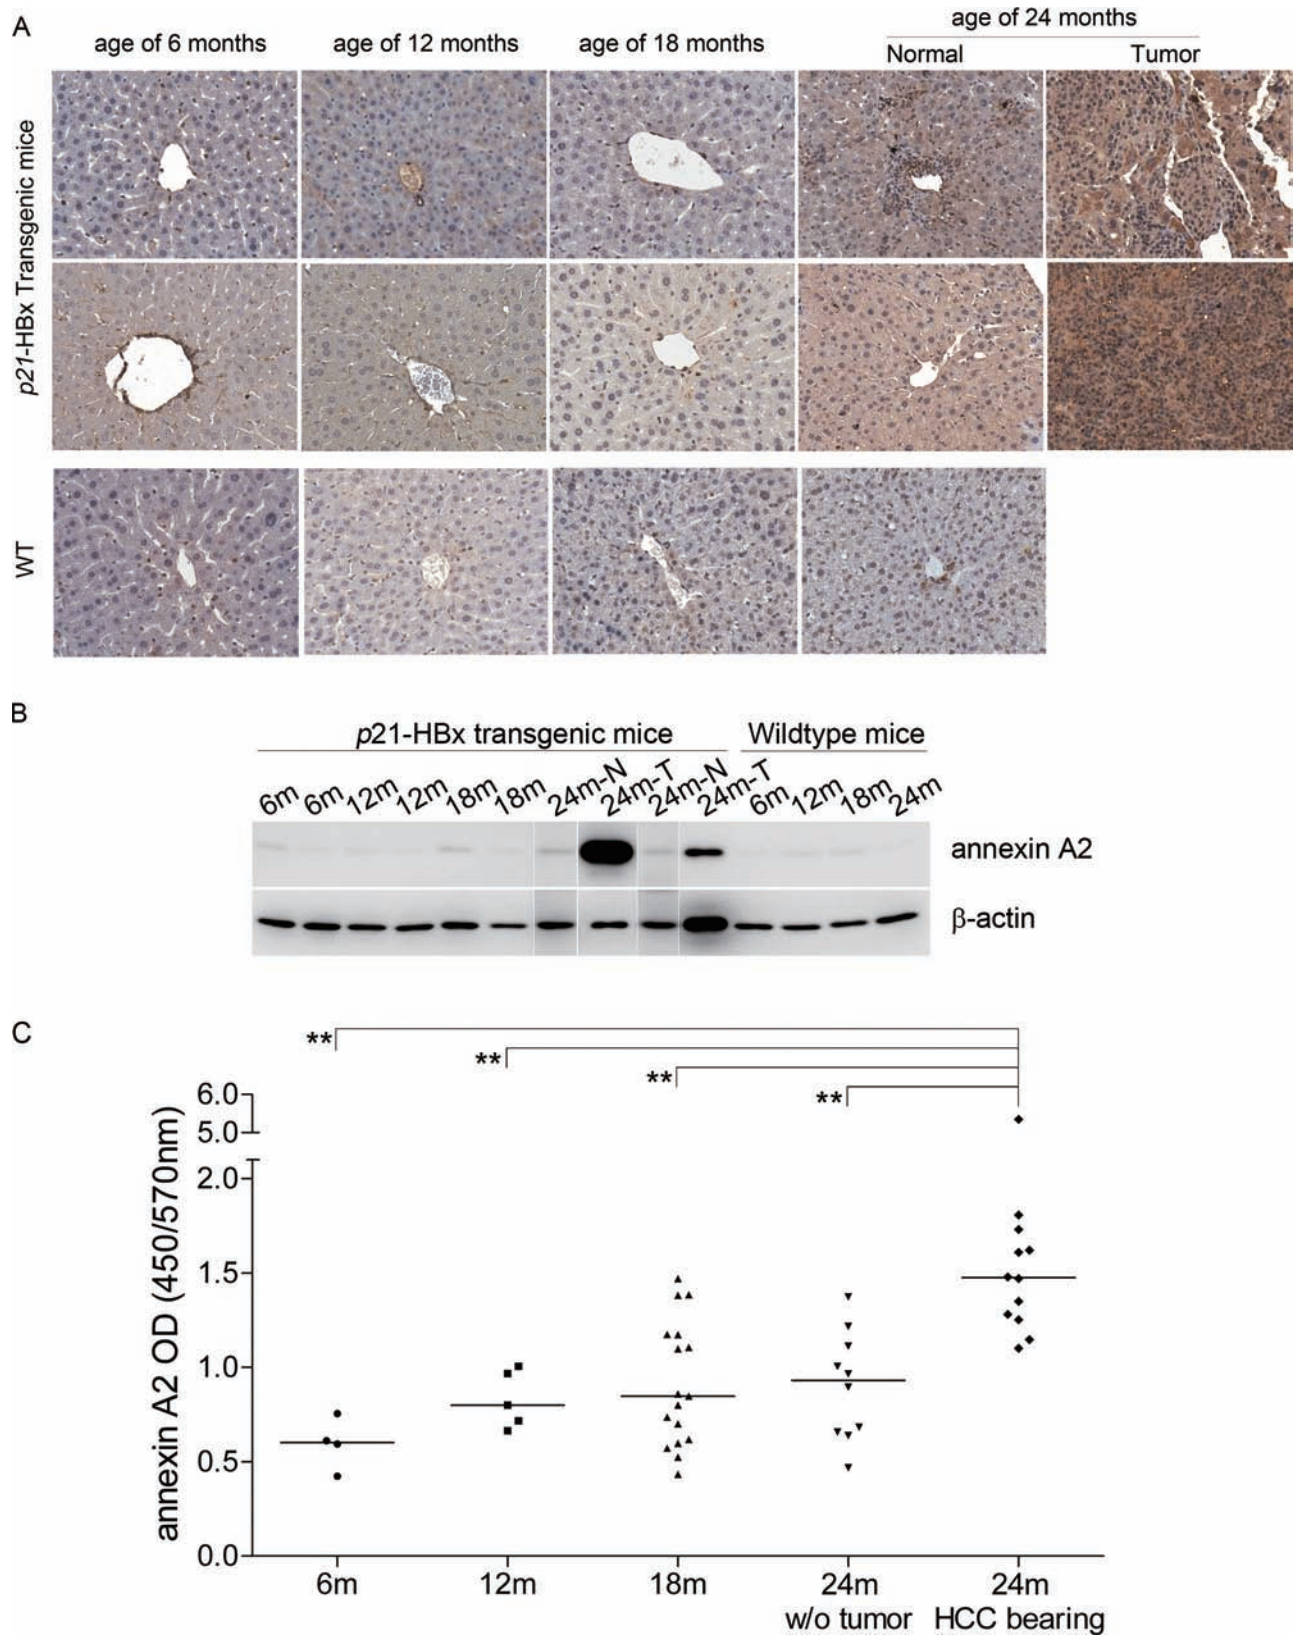 A
age of 6 months
age of 12 months
age of 18 months
age of 24 months
Normal
Tumor
p21-HBx Transgenic mice
WT
B
p21-HBx transgenic mice
Wildtype mice
6m 6m 12m 12m 18m 18m 24m-N 24m-T 24m-N 24m-T 6m 12m 18m 24m
annexin A2
β-actin
C
**
**
**
**
annexin A2 OD (450/570nm)
6.0
5.0
2.0
1.5
1.0
0.5
0.0
6m 12m 18m 24m 24m
w/o tumor HCC bearing